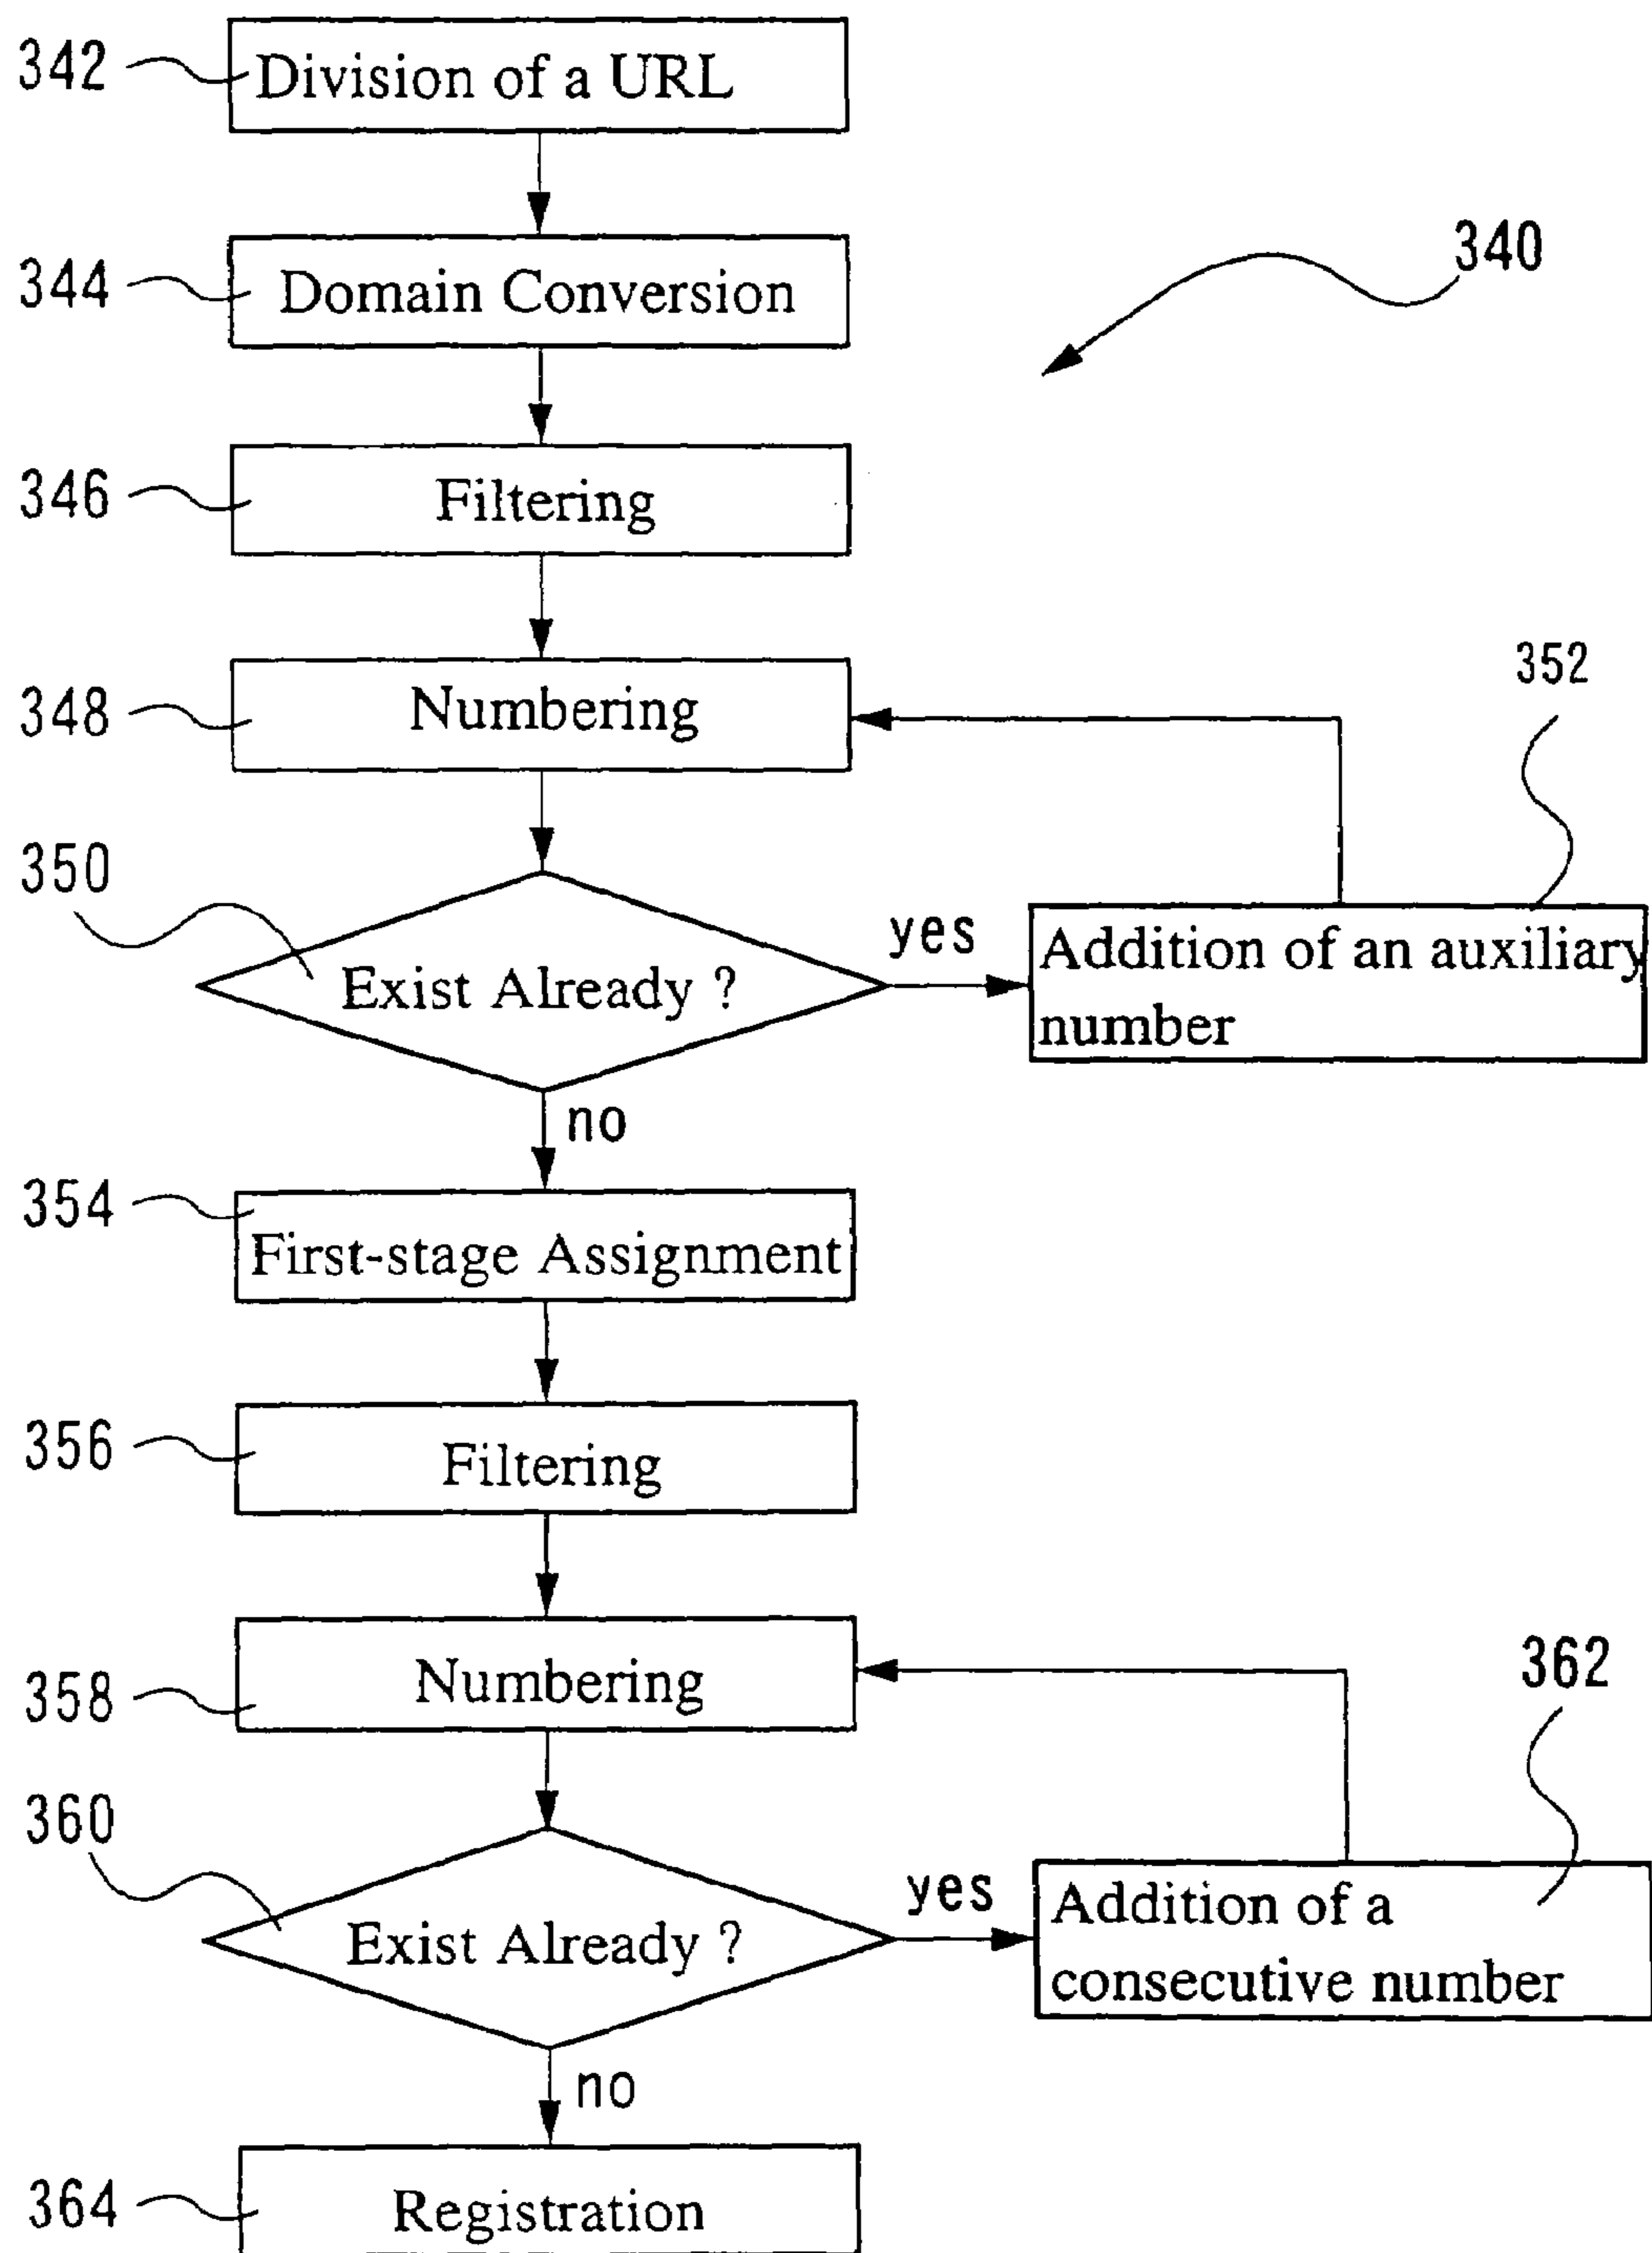 342 Division of a URL
344 Domain Conversion
340
346 Filtering
348 Numbering
352
350 Exist Already ?
yes
Addition of an auxiliary
number
no
354 First-stage Assignment
356 Filtering
358 Numbering
362
360 Exist Already ?
yes
Addition of a
consecutive number
no
364 Registration